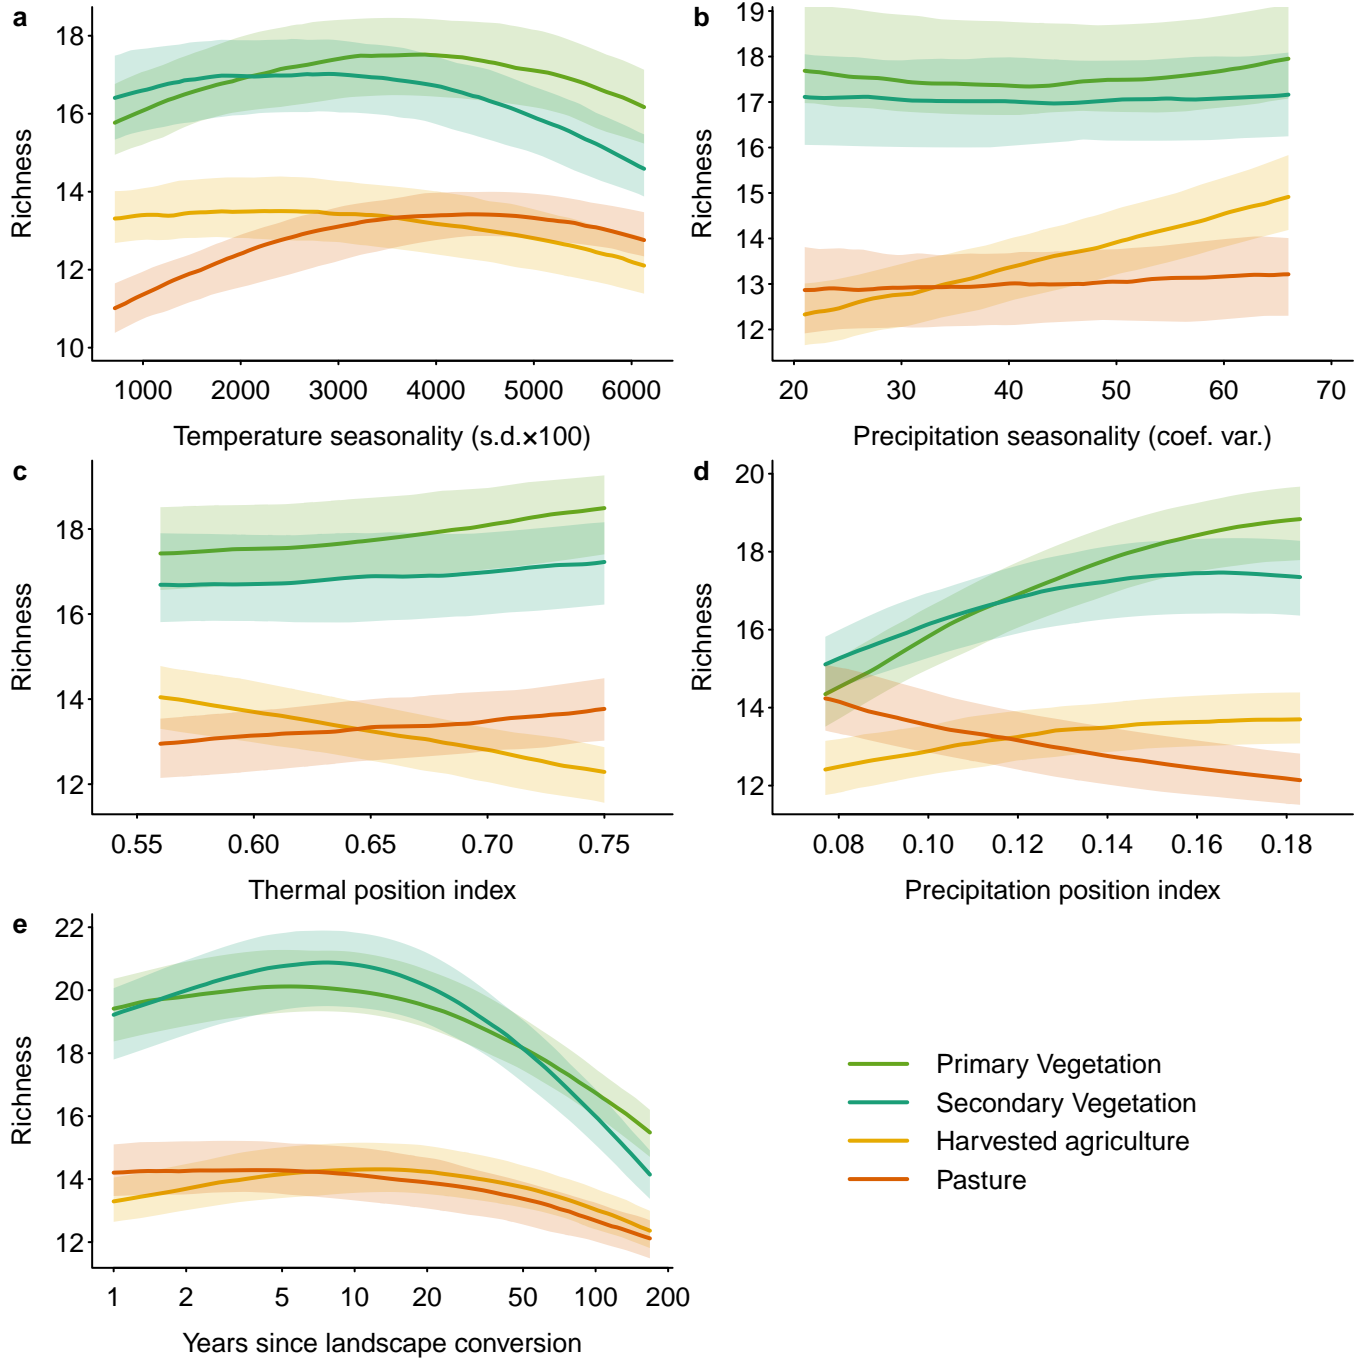 a
18
16
14
12
10
Richness
1000 2000 3000 4000 5000 6000
Temperature seasonality (s.d.×100)
b
19
18
17
16
15
14
13
12
Richness
20 30 40 50 60 70
Precipitation seasonality (coef. var.)
c
18
16
14
12
Richness
0.55 0.60 0.65 0.70 0.75
Thermal position index
d
20
18
16
14
12
Richness
0.08 0.10 0.12 0.14 0.16 0.18
Precipitation position index
e
22
20
18
16
14
12
Richness
1 2 5 10 20 50 100 200
Years since landscape conversion
Primary Vegetation
Secondary Vegetation
Harvested agriculture
Pasture